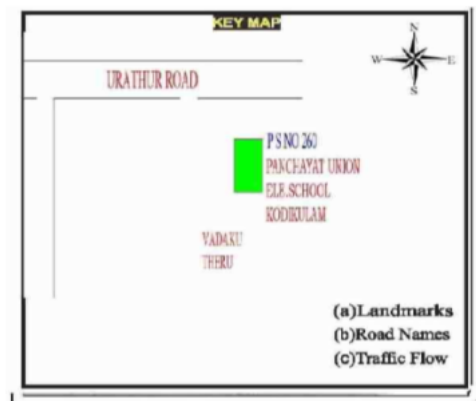 KEY MAP
N
W E
S
URATHUR ROAD
P S NO 260
PANCHAYAT UNION
ELE.SCHOOL
KODIKULAM
VADAKU
THERU
(a)Landmarks
(b)Road Names
(c)Traffic Flow